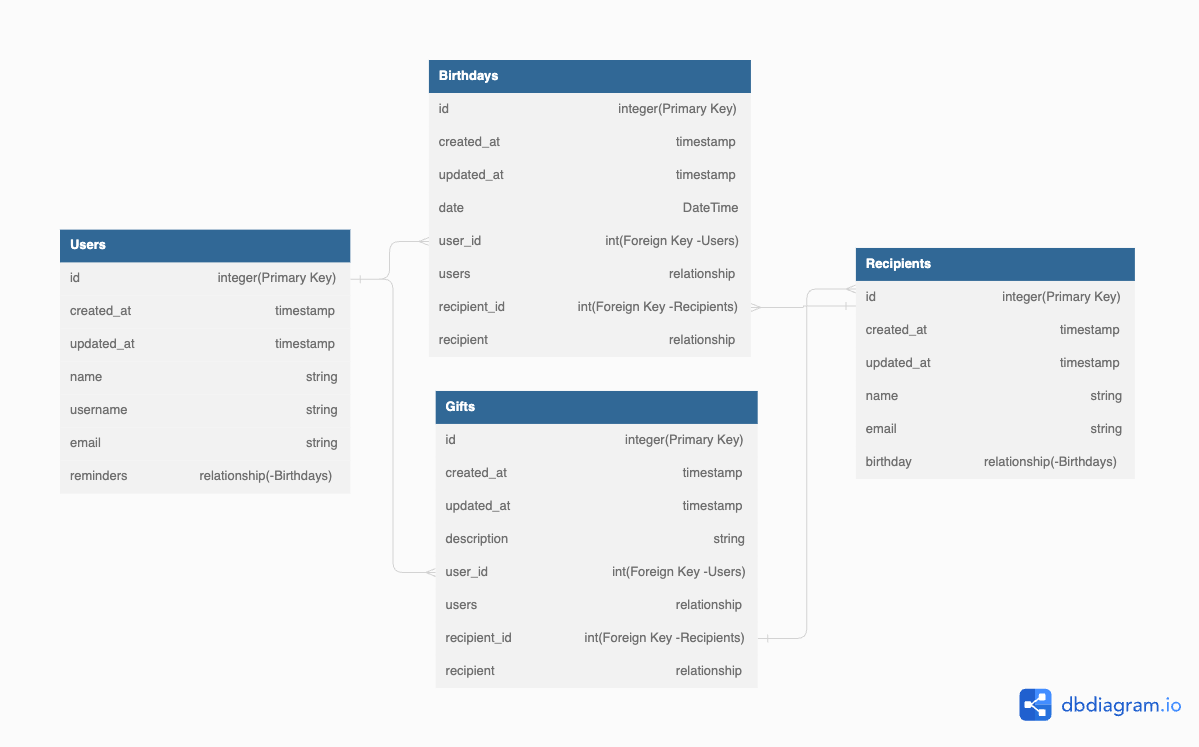 Birthdays
id integer(Primary Key)
created_at timestamp
updated_at timestamp
date DateTime
user_id int(Foreign Key -Users)
users relationship
recipient_id int(Foreign Key -Recipients)
recipient relationship
Users
id integer(Primary Key)
created_at timestamp
updated_at timestamp
name string
username string
email string
reminders relationship(-Birthdays)
Recipients
id integer(Primary Key)
created_at timestamp
updated_at timestamp
name string
email string
birthday relationship(-Birthdays)
Gifts
id integer(Primary Key)
created_at timestamp
updated_at timestamp
description string
user_id int(Foreign Key -Users)
users relationship
recipient_id int(Foreign Key -Recipients)
recipient relationship
dbdiagram.io